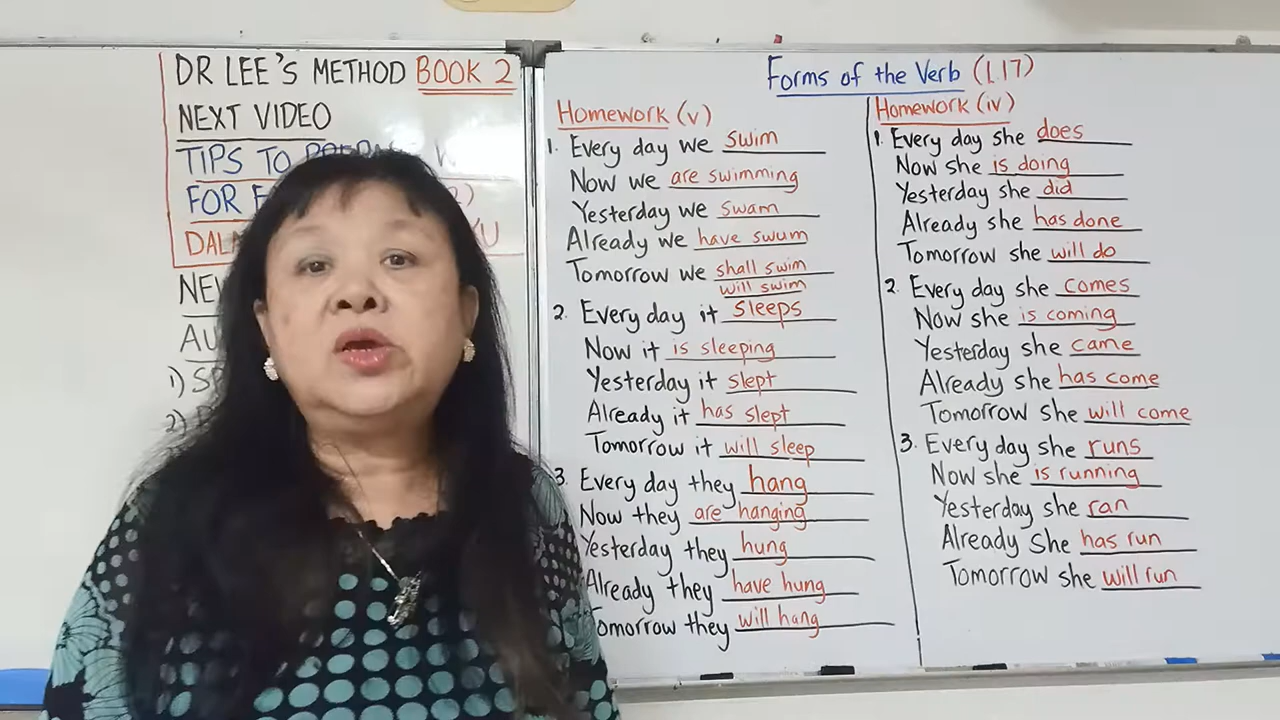 DR LEE'S METHOD BOOK 2
NEXT VIDEO
TIPS TO
FOR
NEW
1)
2)
Forms of the Verb (1.17)
Homework (v)
1. Every day we swim
Now we are swimming
Yesterday we swam
Already we have swum
Tomorrow we shall swim
will swim
2. Every day it sleeps
Now it is sleeping
Yesterday it slept
Already it has slept
Tomorrow it will sleep
3. Every day they hang
Now they are hanging
Yesterday they hung
Already they have hung
Tomorrow they will hang
Homework (iv)
1. Every day she does
Now she is doing
Yesterday she did
Already she has done
Tomorrow she will do
2. Every day she comes
Now she is coming
Yesterday she came
Already she has come
Tomorrow she will come
3. Every day she runs
Now she is running
Yesterday she ran
Already she has run
Tomorrow she will run